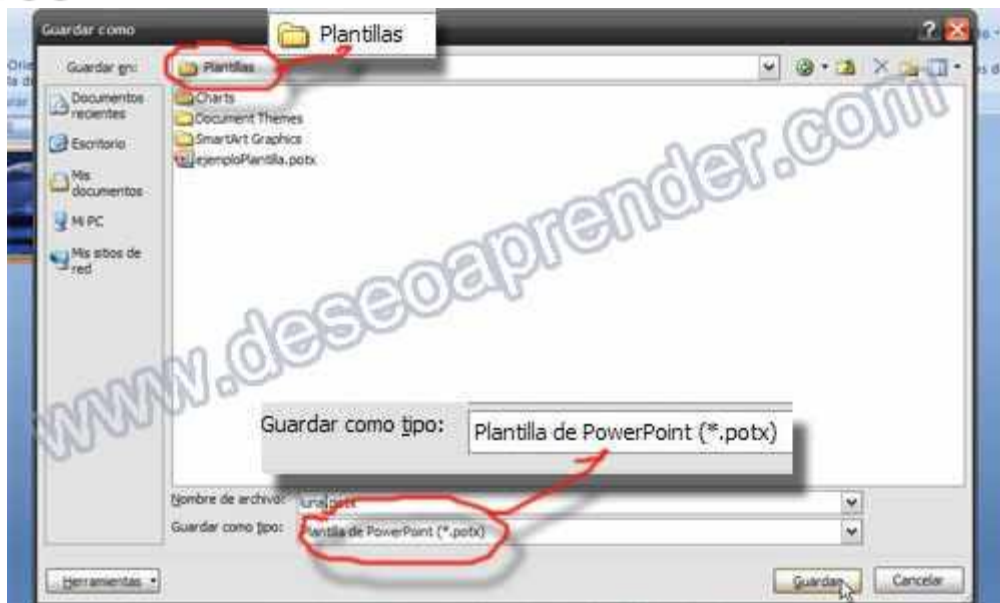 Guardar como
Plantillas
Guardar en:
Plantillas
Documentos recientes
Escritorio
Mis documentos
Mi PC
Mis sitios de red
Charts
Document Themes
SmartArt Graphics
ejemploPlantilla.potx
www.deseoaprender.com
Guardar como tipo:
Plantilla de PowerPoint (*.potx)
Nombre de archivo:
luna.potx
Guardar como tipo:
Plantilla de PowerPoint (*.potx)
Herramientas
Guardar
Cancelar